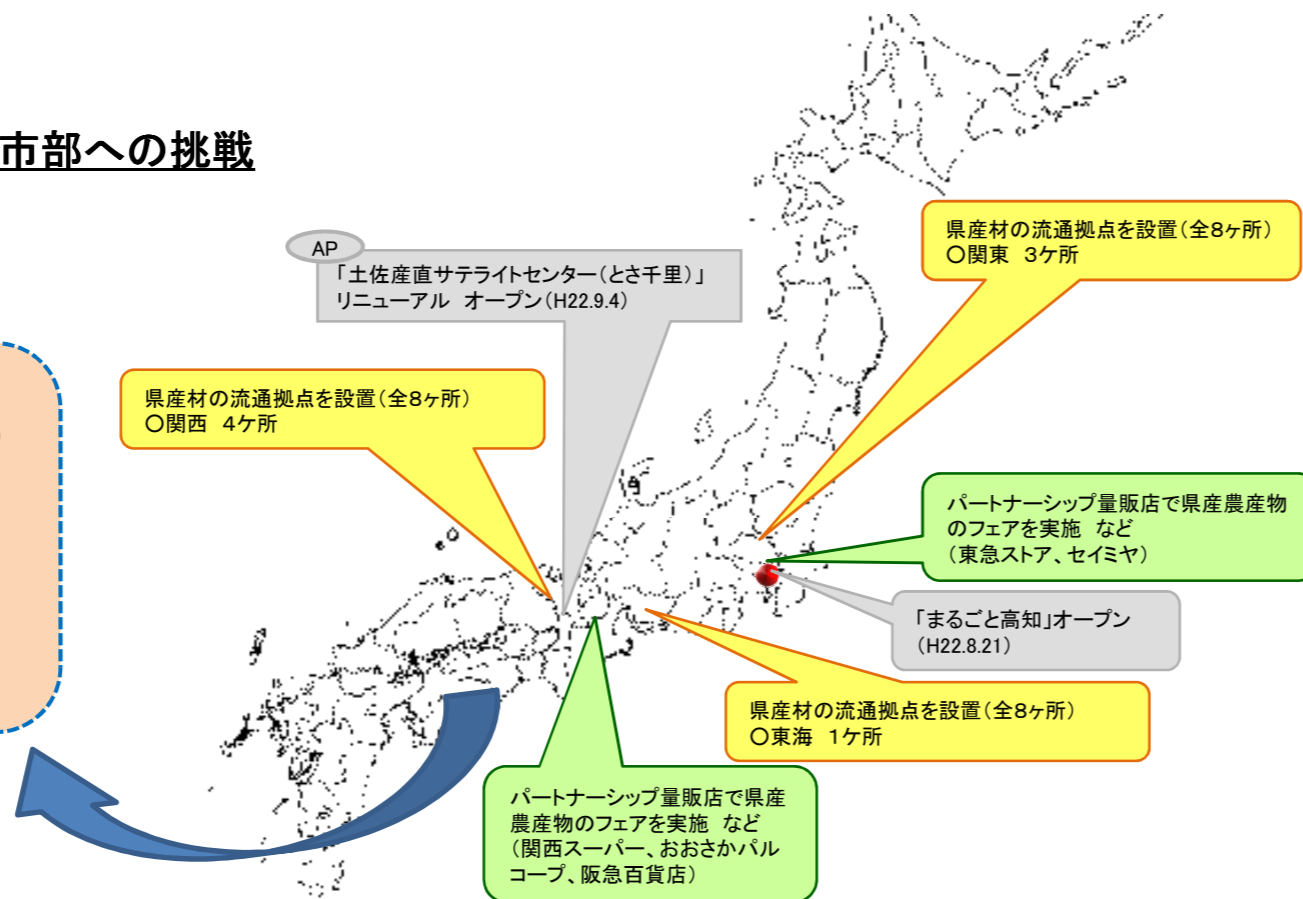 市部への挑戦
AP
「土佐産直サテライトセンター(とさ千里)」
リニューアル オープン(H22.9.4)
県産材の流通拠点を設置(全8ヶ所)
〇関東 3ケ所
県産材の流通拠点を設置(全8ヶ所)
〇関西 4ケ所
パートナーシップ量販店で県産農産物
のフェアを実施 など
(東急ストア、セイミヤ)
「まるごと高知」オープン
(H22.8.21)
県産材の流通拠点を設置(全8ヶ所)
〇東海 1ケ所
パートナーシップ量販店で県産
農産物のフェアを実施 など
(関西スーパー、おおさかパル
コープ、阪急百貨店)